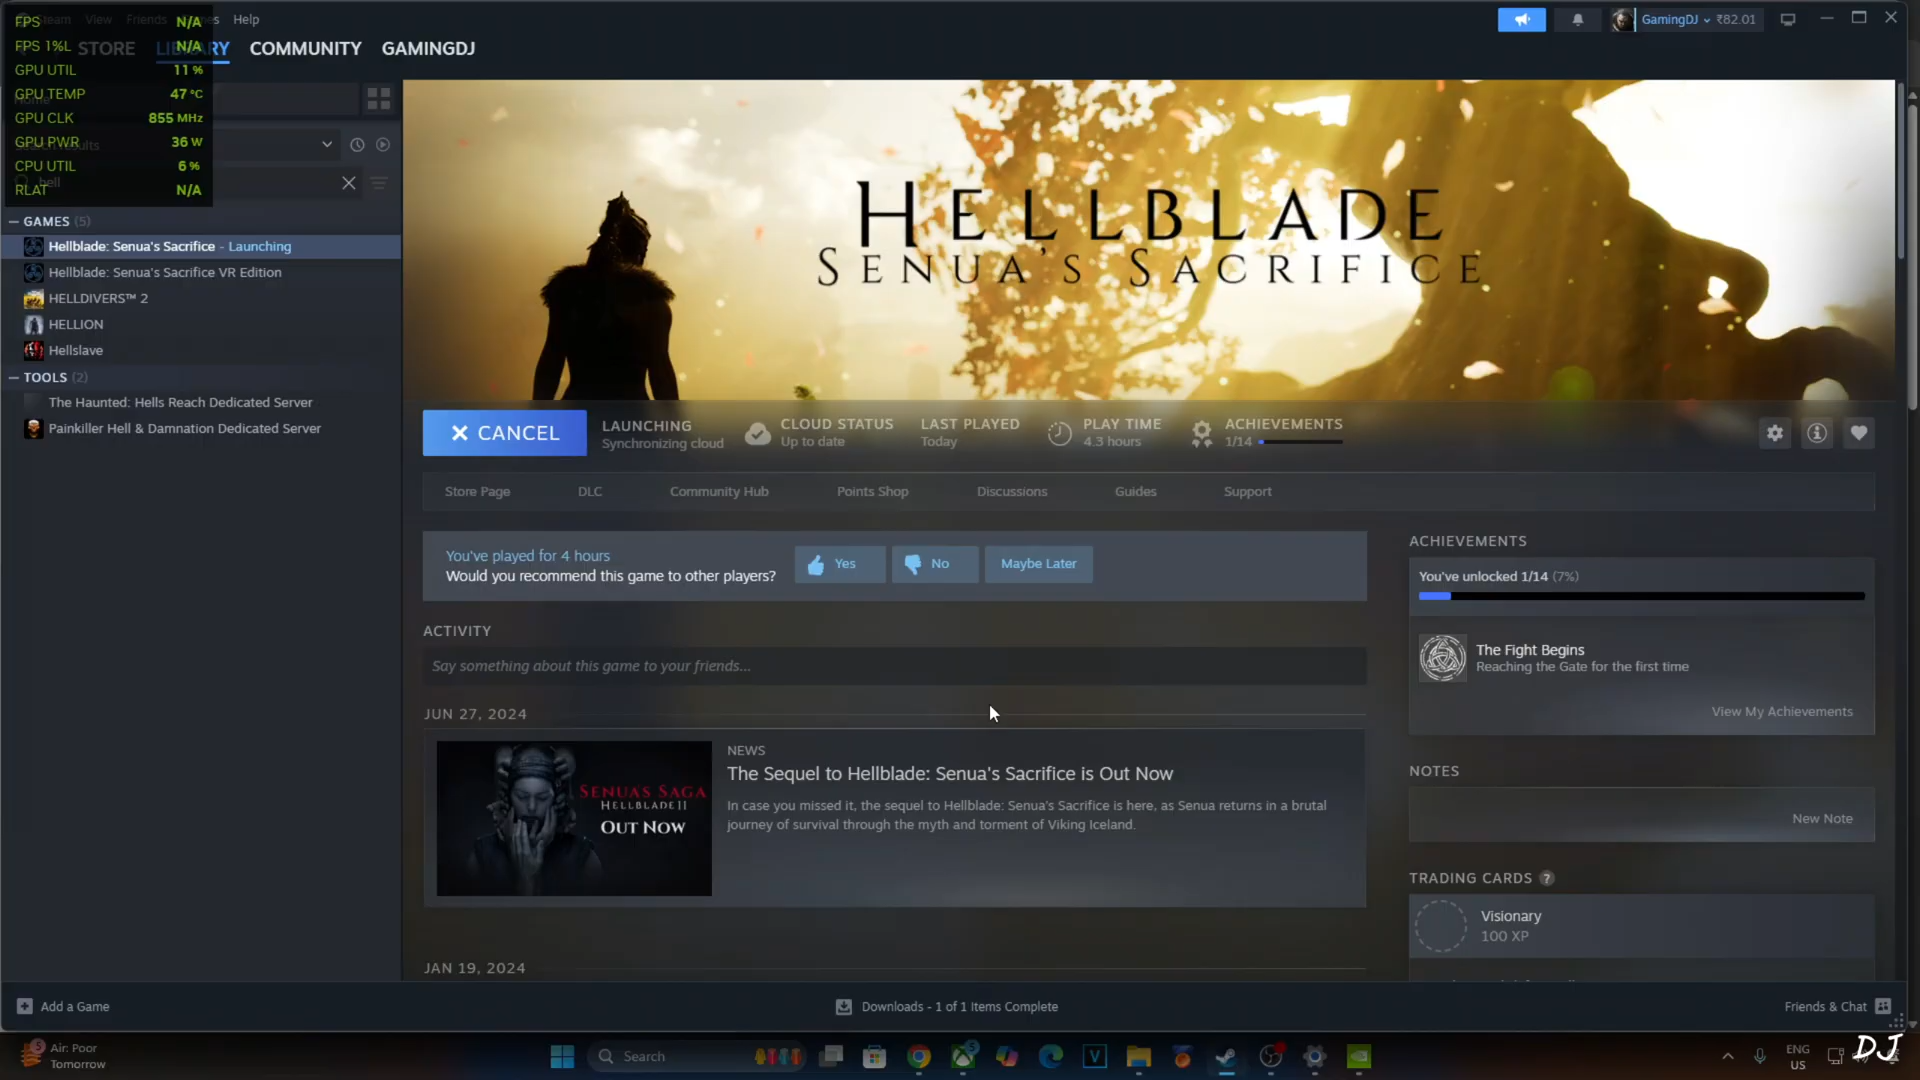 Steam View Friends Games Help
GamingDJ ₹82.01
STORE LIBRARY COMMUNITY GAMINGDJ
FPS N/A
FPS 1%L N/A
GPU UTIL 11 %
GPU TEMP 47 °C
GPU CLK 855 MHz
GPU PWR 36 W
CPU UTIL 6 %
RLAT N/A
Home
hell
GAMES (5)
Hellblade: Senua's Sacrifice - Launching
Hellblade: Senua's Sacrifice VR Edition
HELLDIVERS™ 2
HELLION
Hellslave
TOOLS (2)
The Haunted: Hells Reach Dedicated Server
Painkiller Hell & Damnation Dedicated Server
HELLBLADE
SENUA'S SACRIFICE
CANCEL
LAUNCHING
Synchronizing cloud
CLOUD STATUS
Up to date
LAST PLAYED
Today
PLAY TIME
4.3 hours
ACHIEVEMENTS
1/14
Store Page DLC Community Hub Points Shop Discussions Guides Support
You've played for 4 hours
Would you recommend this game to other players?
Yes No Maybe Later
ACTIVITY
Say something about this game to your friends...
JUN 27, 2024
SENUA'S SAGA
HELLBLADE II
OUT NOW
NEWS
The Sequel to Hellblade: Senua's Sacrifice is Out Now
In case you missed it, the sequel to Hellblade: Senua's Sacrifice is here, as Senua returns in a brutal
journey of survival through the myth and torment of Viking Iceland.
JAN 19, 2024
ACHIEVEMENTS
You've unlocked 1/14 (7%)
The Fight Begins
Reaching the Gate for the first time
View My Achievements
NOTES
New Note
TRADING CARDS ?
Visionary
100 XP
Add a Game
Downloads - 1 of 1 Items Complete
Friends & Chat
5
Air: Poor
Tomorrow
Search
5
V
ENG
US
DJ